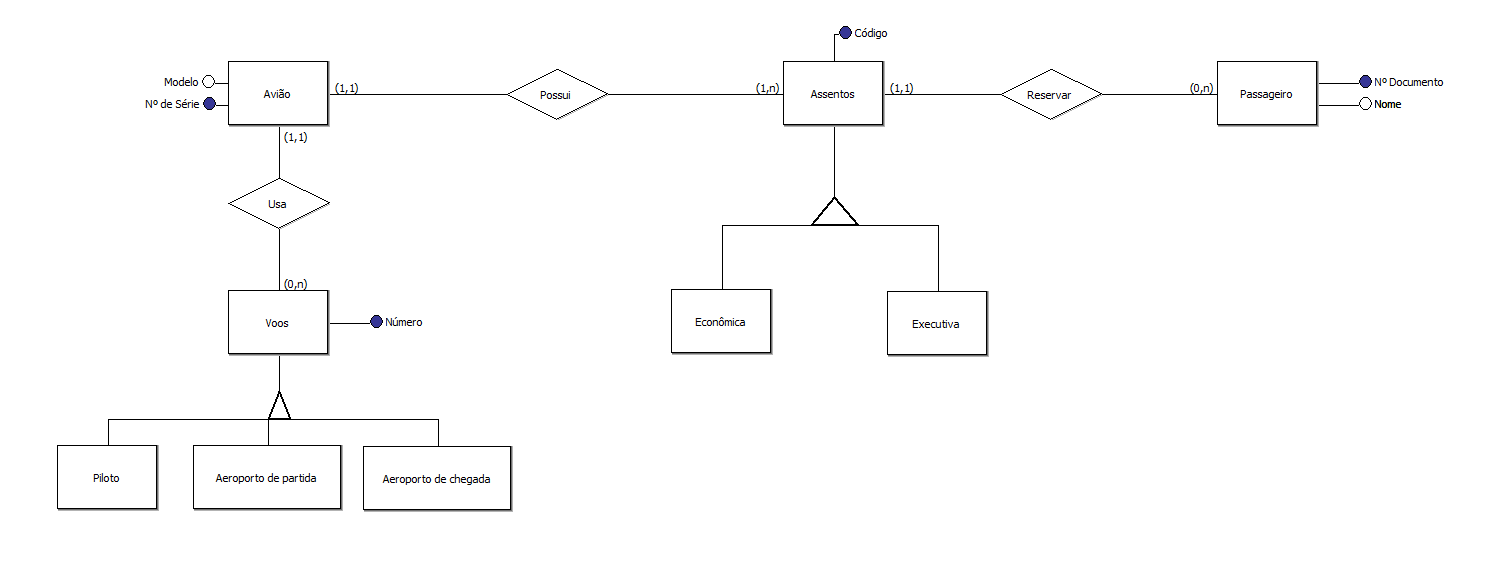 Código
Modelo
Nº de Série
Avião
(1,1)
Possui
(1,n)
Assentos
(1,1)
Reservar
(0,n)
Passageiro
Nº Documento
Nome
(1,1)
Usa
(0,n)
Voos
Número
Econômica
Executiva
Piloto
Aeroporto de partida
Aeroporto de chegada